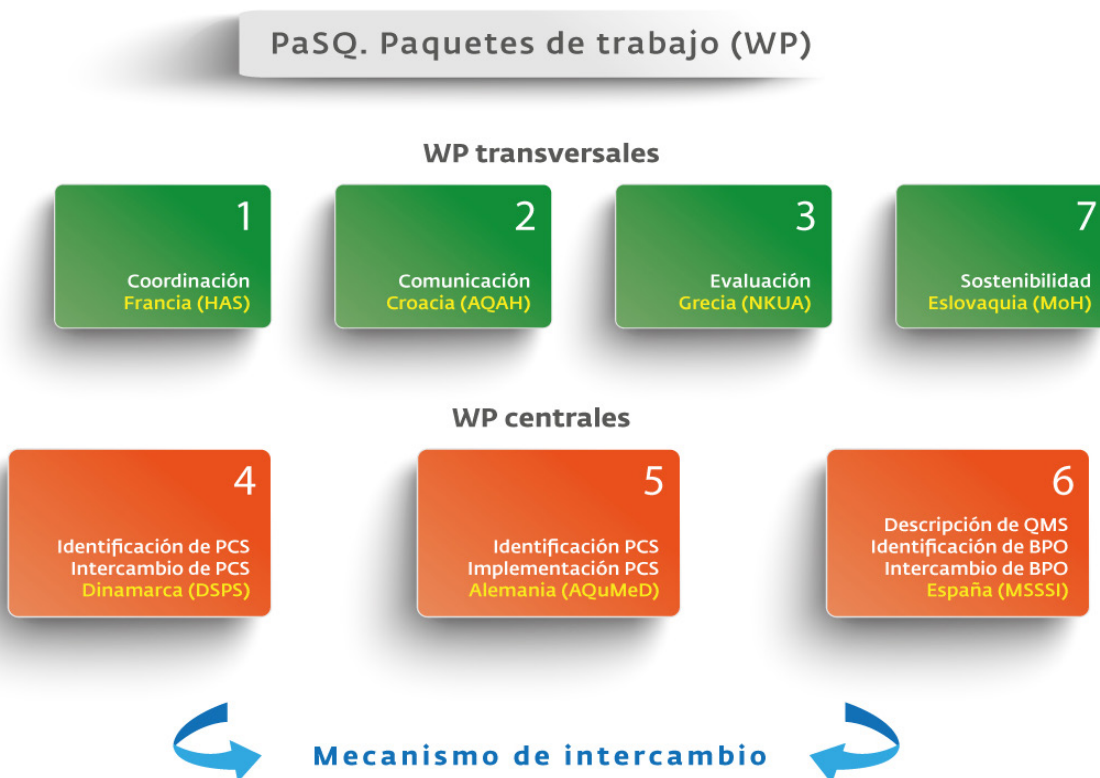 PaSQ. Paquetes de trabajo (WP)
WP transversales
1
Coordinación
Francia (HAS)
2
Comunicación
Croacia (AQAH)
3
Evaluación
Grecia (NKUA)
7
Sostenibilidad
Eslovaquia (MoH)
WP centrales
4
Identificación de PCS
Intercambio de PCS
Dinamarca (DSPS)
5
Identificación PCS
Implementación PCS
Alemania (AQuMeD)
6
Descripción de QMS
Identificación de BPO
Intercambio de BPO
España (MSSSI)
Mecanismo de intercambio